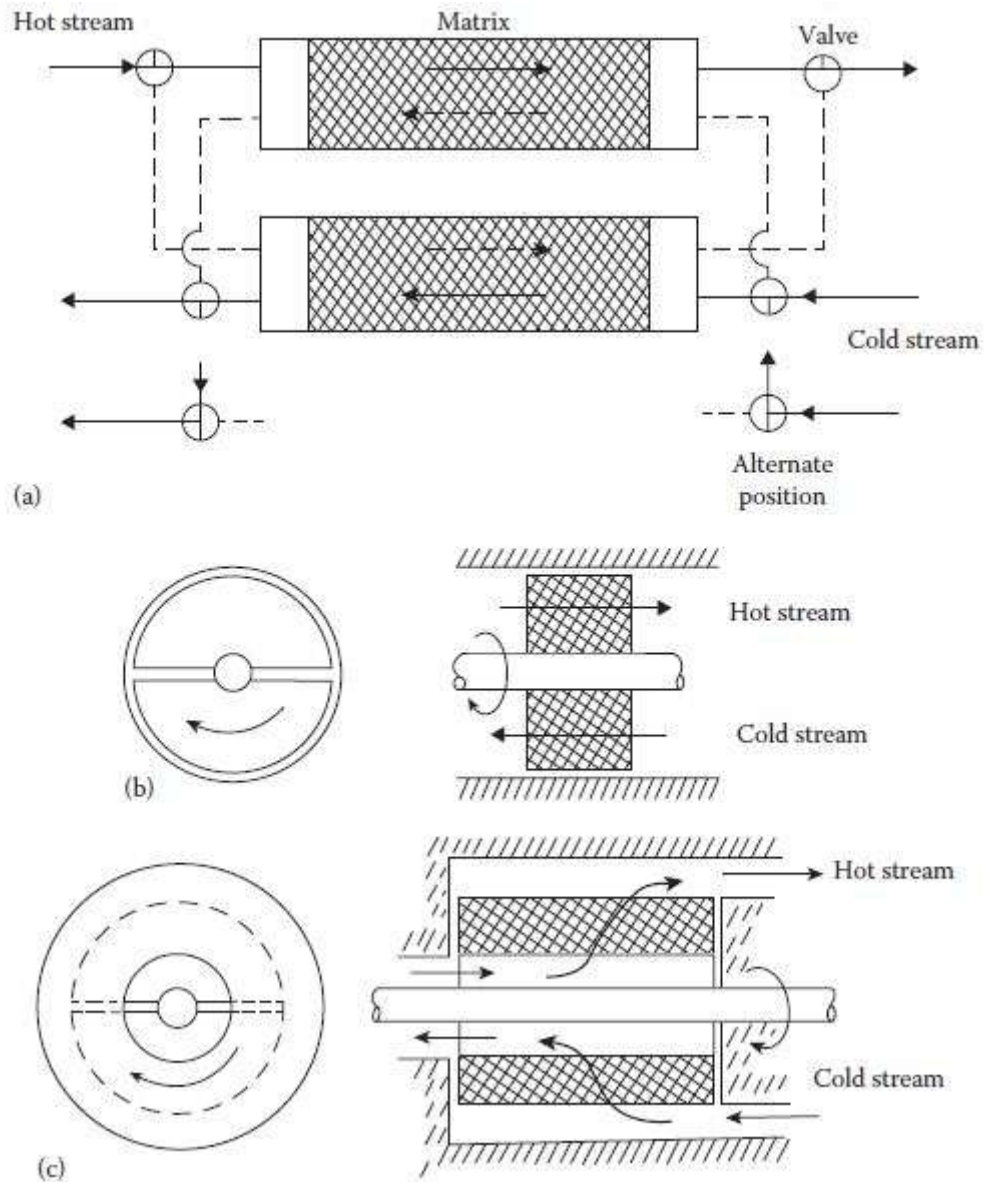 Hot stream
Matrix
Valve
Cold stream
Alternate
position
(a)
Hot stream
Cold stream
(b)
Hot stream
Cold stream
(c)